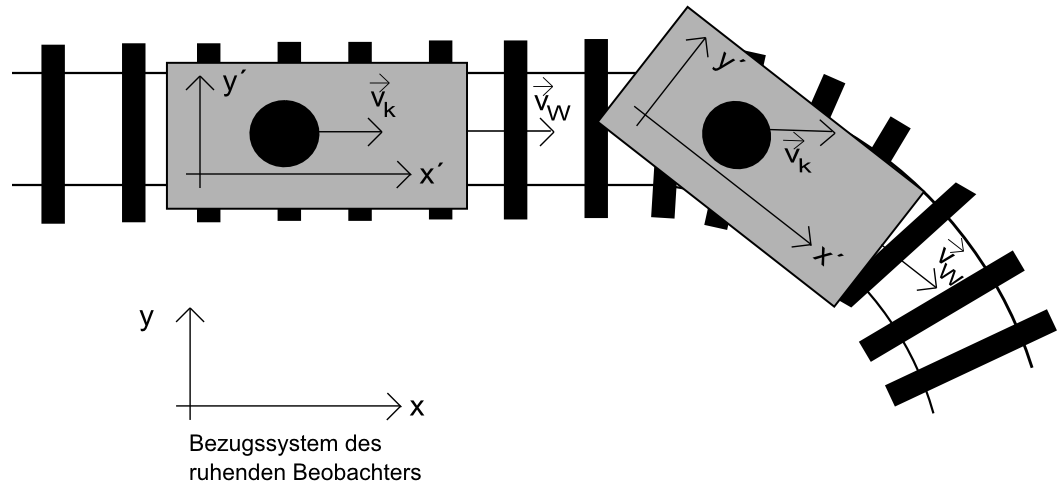 y´
v
k
x´
v
W
y´
v
k
x´
v
W
y
x
Bezugssystem des
ruhenden Beobachters